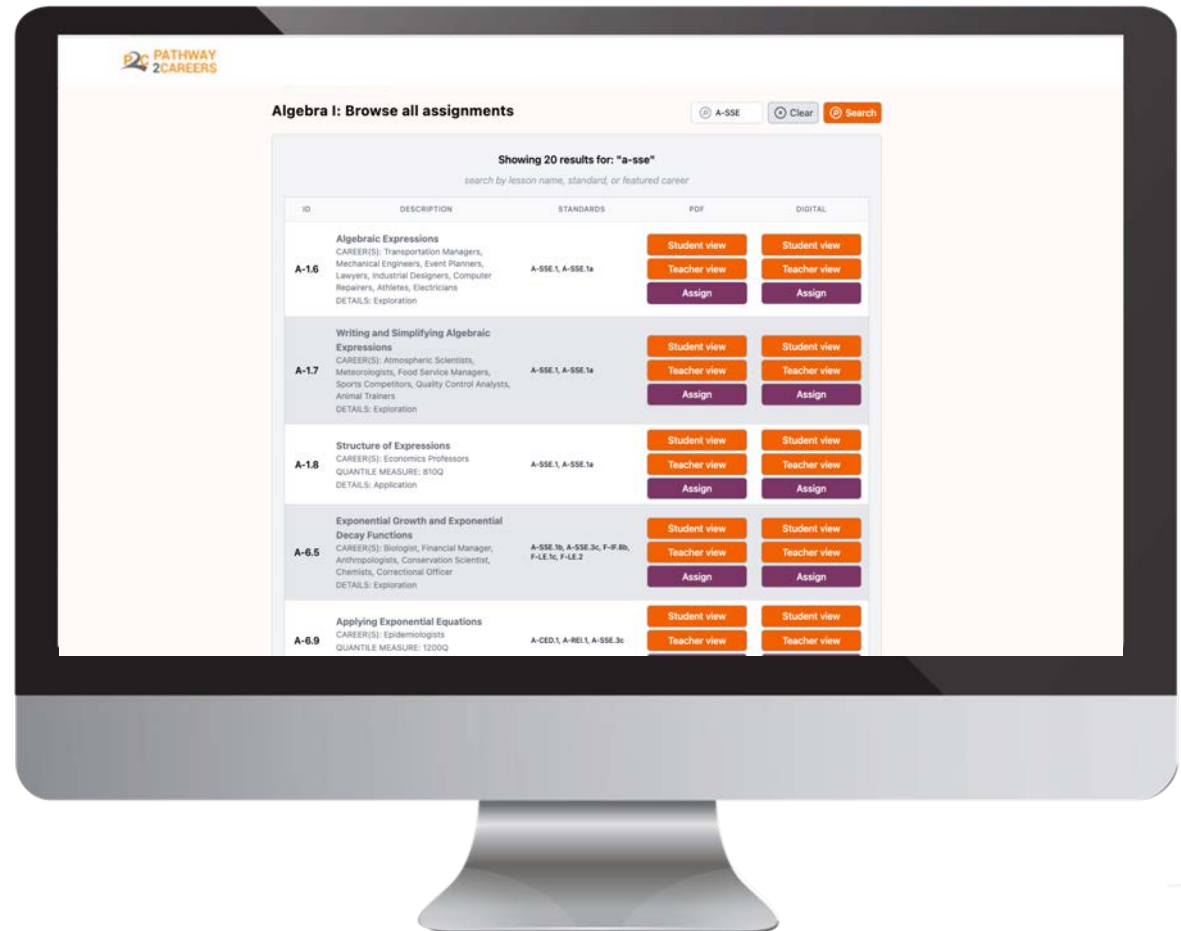 P2C PATHWAY
2CAREERS
Algebra I: Browse all assignments
A-SSE
Clear
Search
Showing 20 results for: "a-sse"
search by lesson name, standard, or featured career
ID DESCRIPTION STANDARDS PDF DIGITAL
A-1.6
Algebraic Expressions
CAREER(S): Transportation Managers,
Mechanical Engineers, Event Planners,
Lawyers, Industrial Designers, Computer
Repairers, Athletes, Electricians
DETAILS: Exploration
A-SSE.1, A-SSE.1a
Student view Student view
Teacher view Teacher view
Assign Assign
A-1.7
Writing and Simplifying Algebraic
Expressions
CAREER(S): Atmospheric Scientists,
Meteorologists, Food Service Managers,
Sports Competitors, Quality Control Analysts,
Animal Trainers
DETAILS: Exploration
A-SSE.1, A-SSE.1a
Student view Student view
Teacher view Teacher view
Assign Assign
A-1.8
Structure of Expressions
CAREER(S): Economics Professors
QUANTILE MEASURE: 810Q
DETAILS: Application
A-SSE.1, A-SSE.1a
Student view Student view
Teacher view Teacher view
Assign Assign
A-6.5
Exponential Growth and Exponential
Decay Functions
CAREER(S): Biologist, Financial Manager,
Anthropologists, Conservation Scientist,
Chemists, Correctional Officer
DETAILS: Exploration
A-SSE.1b, A-SSE.3c, F-IF.8b,
F-LE.1c, F-LE.2
Student view Student view
Teacher view Teacher view
Assign Assign
A-6.9
Applying Exponential Equations
CAREER(S): Epidemiologists
QUANTILE MEASURE: 1200Q
A-CED.1, A-REI.1, A-SSE.3c
Student view Student view
Teacher view Teacher view